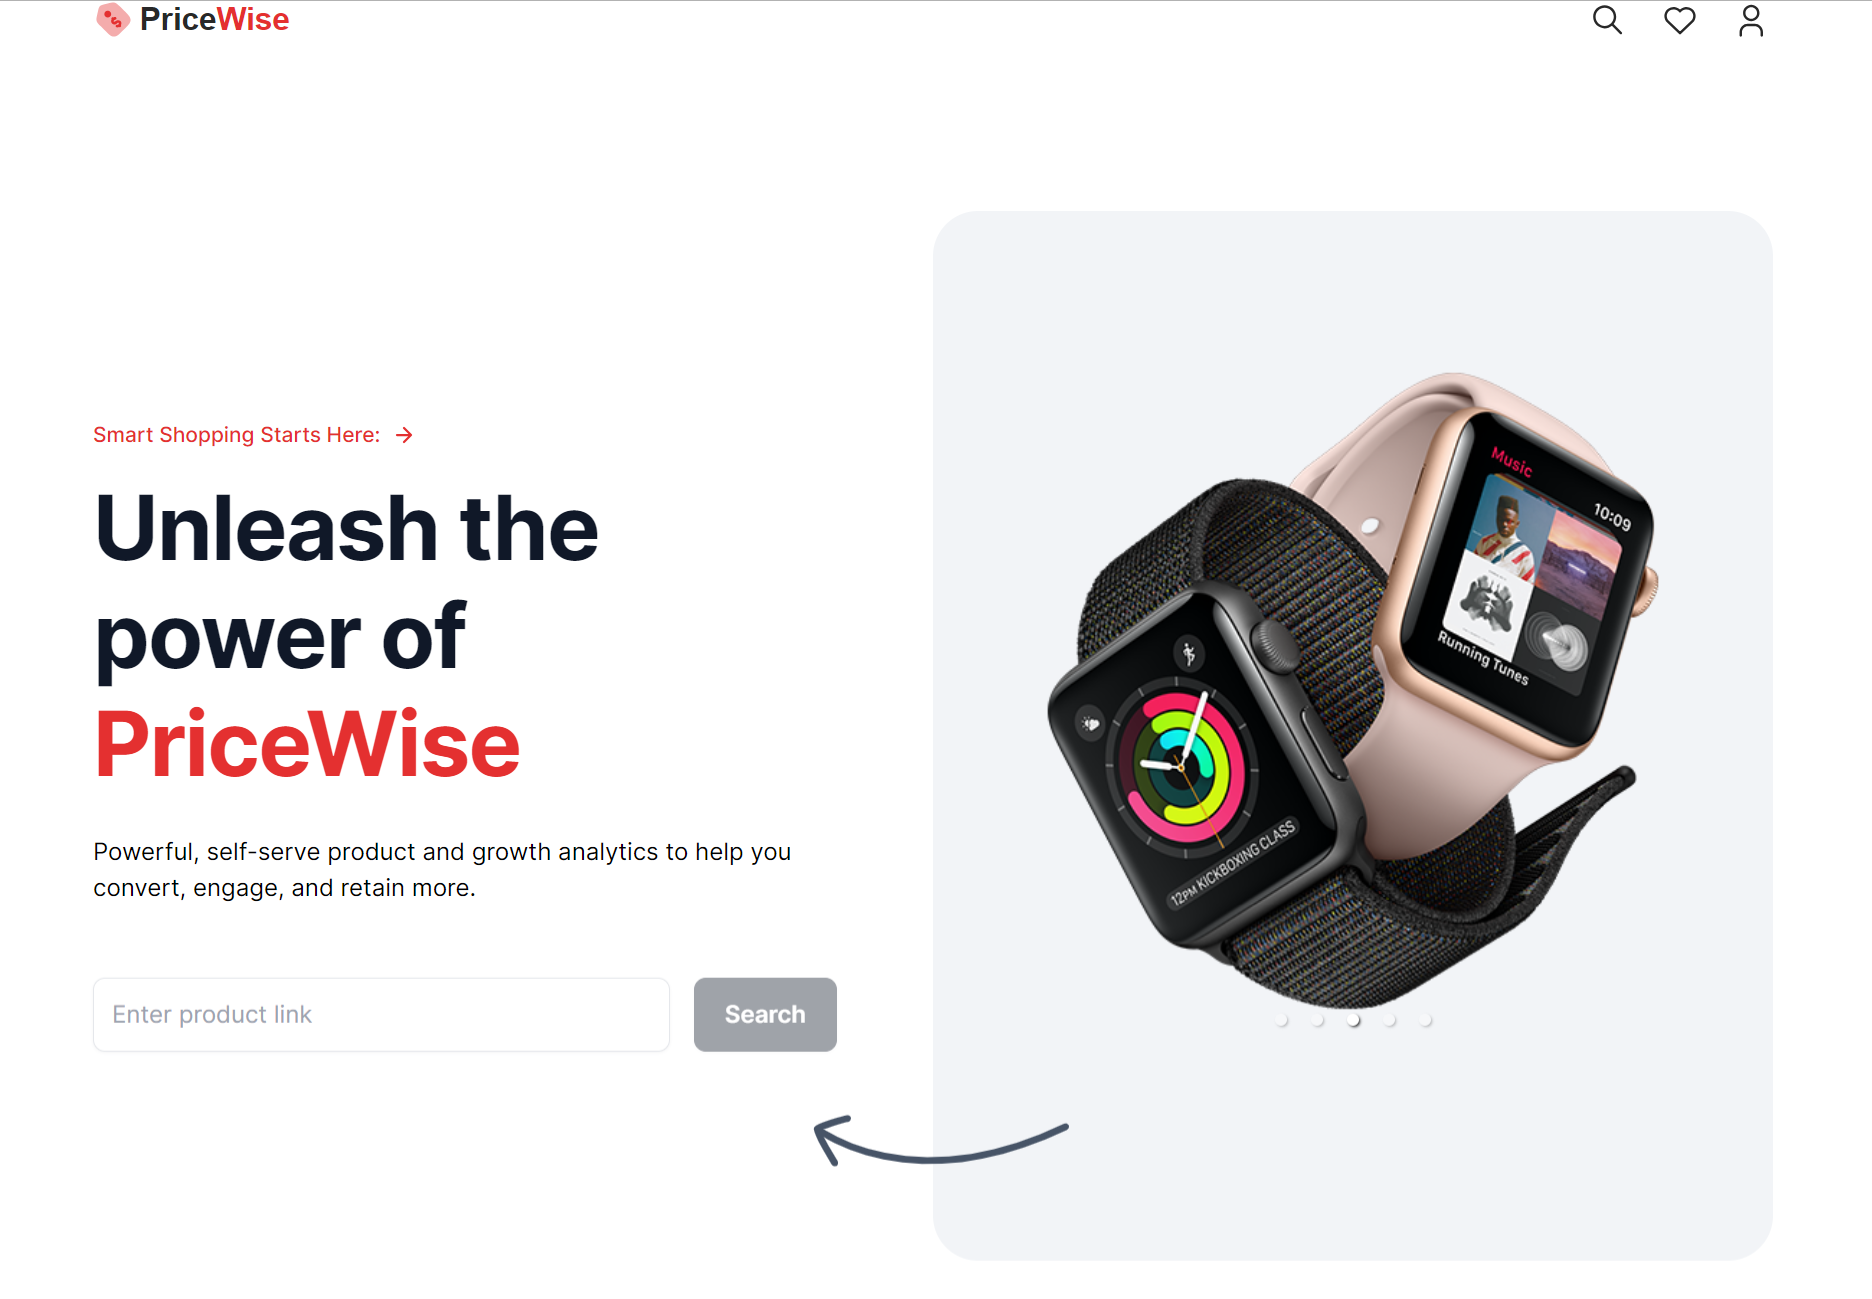 PriceWise
Smart Shopping Starts Here:
Unleash the
power of
PriceWise
Powerful, self-serve product and growth analytics to help you
convert, engage, and retain more.
Enter product link
Search
Music
10:09
Running Tunes
12PM KICKBOXING CLASS